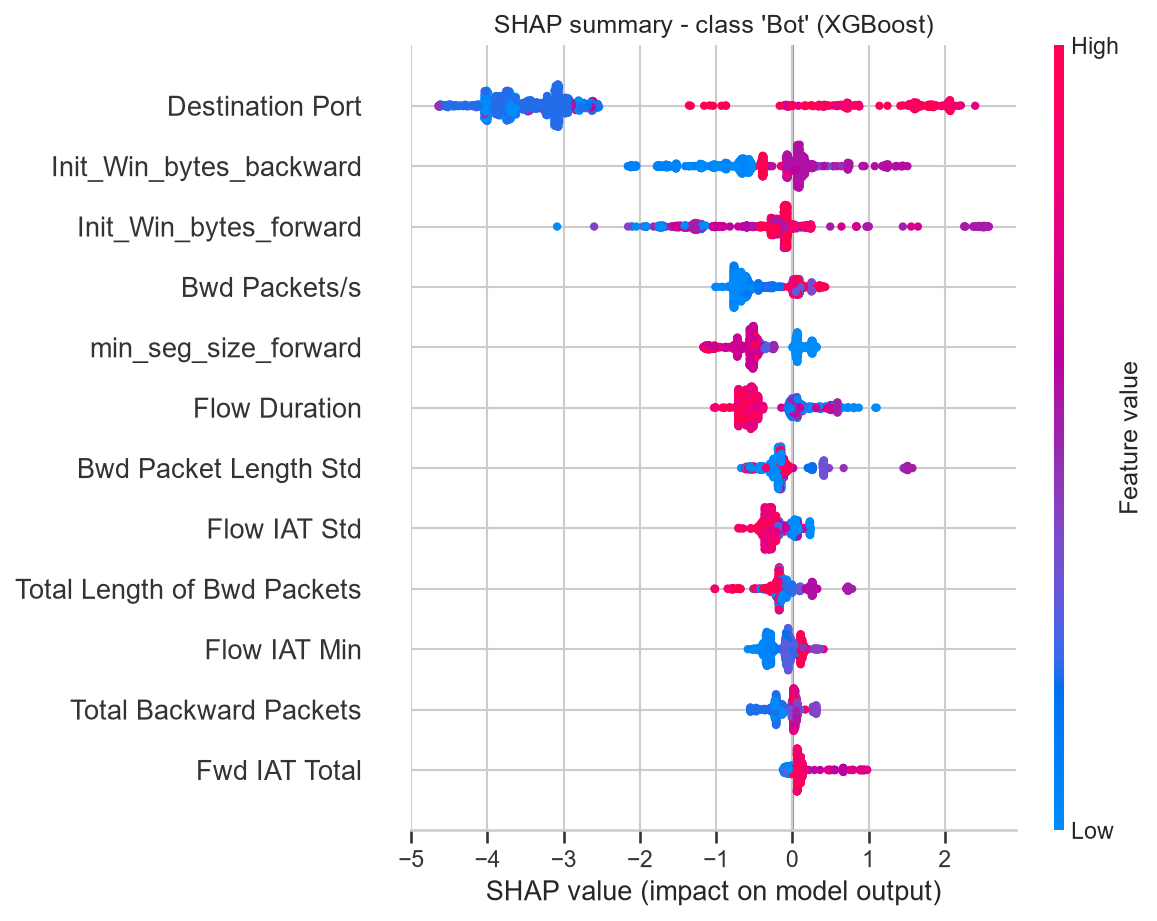 SHAP summary - class 'Bot' (XGBoost)
High
Destination Port
Init_Win_bytes_backward
Init_Win_bytes_forward
Bwd Packets/s
min_seg_size_forward
Flow Duration
Bwd Packet Length Std
Flow IAT Std
Total Length of Bwd Packets
Flow IAT Min
Total Backward Packets
Fwd IAT Total
Feature value
Low
−5 −4 −3 −2 −1 0 1 2
SHAP value (impact on model output)